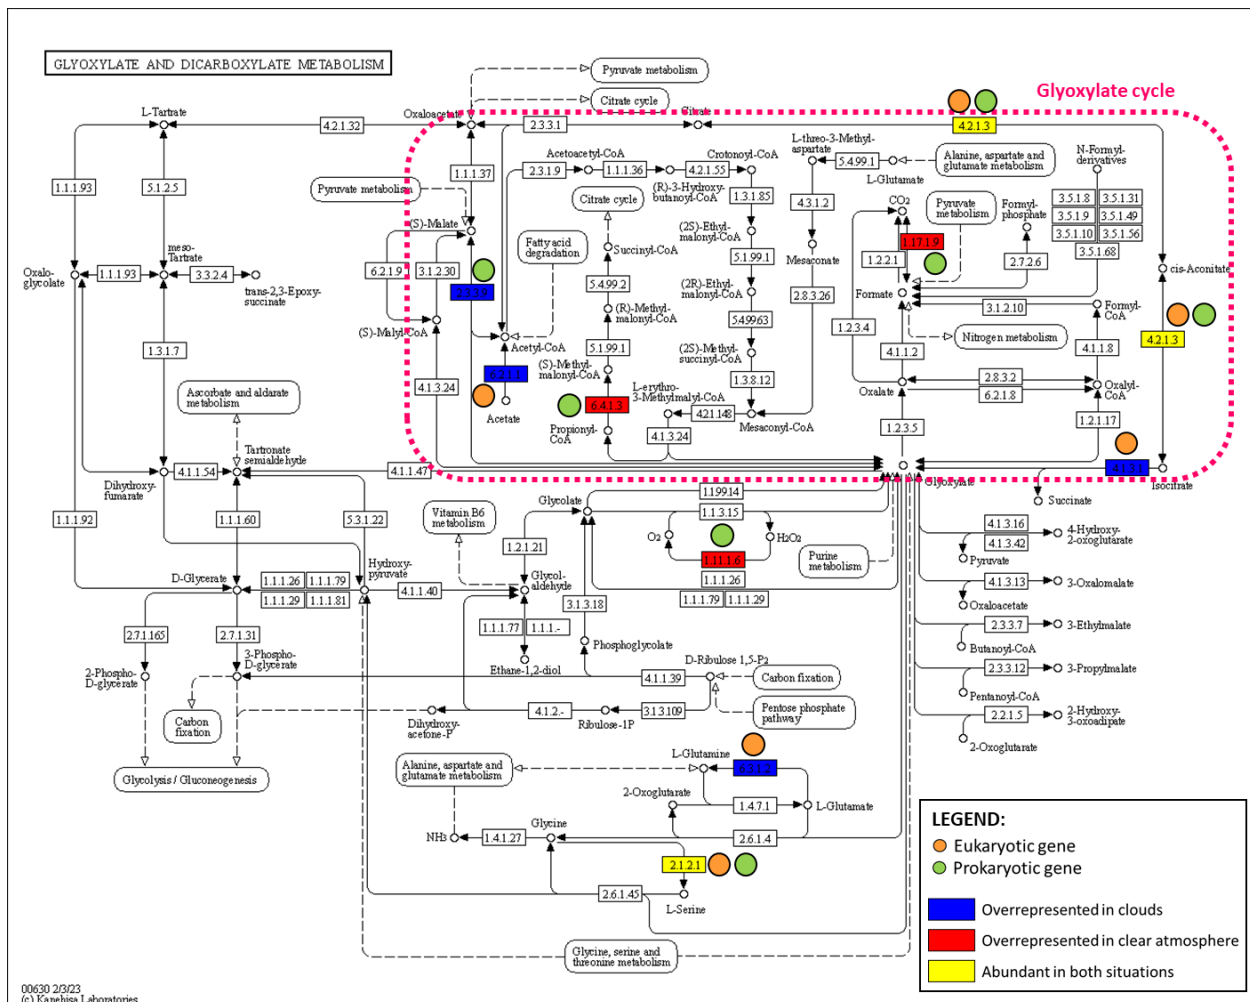 GLYOXYLATE AND DICARBOXYLATE METABOLISM
Pyruvate metabolism
Citrate cycle
Glyoxylate cycle
L-Tartrate
4.2.1.32
Oxaloacetate
2.3.3.1
Citrate
4.2.1.3
1.1.1.93
5.1.2.5
1.1.1.37
Pyruvate metabolism
2.3.1.9
Acetoacetyl-CoA
1.1.1.36
Crotonoyl-CoA
4.2.1.55
(R)-3-Hydroxy-
butanoyl-CoA
1.3.1.85
L-threo-3-Methyl-
aspartate
5.4.99.1
Alanine, aspartate and
glutamate metabolism
L-Glutamate
4.3.1.2
N-Formyl-
derivatives
3.5.1.8
3.5.1.31
3.5.1.9
3.5.1.49
3.5.1.10
3.5.1.56
3.5.1.68
CO2
Pyruvate
metabolism
Formyl-
phosphate
1.17.1.9
1.2.2.1
2.7.2.6
Citrate cycle
(S)-Malate
Fatty acid
degradation
Succinyl-CoA
(2S)-Ethyl-
malonyl-CoA
5.1.99.1
Mesaconate
meso-
Tartrate
Oxalo-
glycolate
1.1.1.93
3.3.2.4
trans-2,3-Epoxy-
succinate
6.2.1.9
3.1.2.30
2.3.3.9
5.4.99.2
(2R)-Ethyl-
malonyl-CoA
2.8.3.26
Formate
3.1.2.10
Formyl-
CoA
cis-Aconitate
(R)-Methyl-
malonyl-CoA
5.4.99.63
(S)-Malyl-CoA
1.2.3.4
Nitrogen metabolism
4.2.1.3
1.3.1.7
Acetyl-CoA
5.1.99.1
(2S)-Methyl-
succinyl-CoA
4.1.1.2
4.1.1.8
(S)-Methyl-
malonyl-CoA
6.2.1.1
1.3.8.12
2.8.3.2
6.2.1.8
Oxalate
Oxalyl-
CoA
4.1.3.24
L-erythro-
3-Methylmalyl-CoA
Ascorbate and aldarate
metabolism
Acetate
6.4.1.3
4.2.1.148
Mesaconyl-CoA
1.2.3.5
1.2.1.17
Propionyl-
CoA
4.1.3.24
Tartronate
semialdehyde
4.1.1.54
4.1.1.47
4.1.3.1
Glyoxylate
Isocitrate
Dihydroxy-
fumarate
Succinate
1.1.1.92
1.1.1.60
5.3.1.22
Vitamin B6
metabolism
Glycolate
1.1.99.14
1.1.3.15
O2
H2O2
1.11.1.6
1.1.1.26
1.1.1.79
1.1.1.29
1.2.1.21
Purine
metabolism
4.1.3.16
4.1.3.42
4-Hydroxy-
2-oxoglutarate
Pyruvate
4.1.3.13
3-Oxalomalate
Oxaloacetate
2.3.3.7
3-Ethylmalate
Butanoyl-CoA
2.3.3.12
3-Propylmalate
Pentanoyl-CoA
2.2.1.5
2-Hydroxy-
3-oxoadipate
2-Oxoglutarate
D-Glycerate
1.1.1.26
1.1.1.79
1.1.1.29
1.1.1.81
Hydroxy-
pyruvate
4.1.1.40
Glycol-
aldehyde
3.1.3.18
2.7.1.165
2.7.1.31
1.1.1.77
1.1.1.-
Phosphoglycolate
2-Phospho-
D-glycerate
3-Phospho-
D-glycerate
Ethane-1,2-diol
D-Ribulose 1,5-P2
4.1.1.39
Carbon fixation
Carbon
fixation
Dihydroxy-
acetone-P
4.1.2.-
Ribulose-1P
3.1.3.109
Pentose phosphate
pathway
Glycolysis / Gluconeogenesis
Alanine, aspartate and
glutamate metabolism
L-Glutamine
6.3.1.2
2-Oxoglutarate
1.4.7.1
L-Glutamate
NH3
1.4.1.27
Glycine
2.6.1.4
2.1.2.1
2.6.1.45
L-Serine
Glycine, serine and
threonine metabolism
LEGEND:
Eukaryotic gene
Prokaryotic gene
Overrepresented in clouds
Overrepresented in clear atmosphere
Abundant in both situations
00630 2/3/23
(c) Kanehisa Laboratories